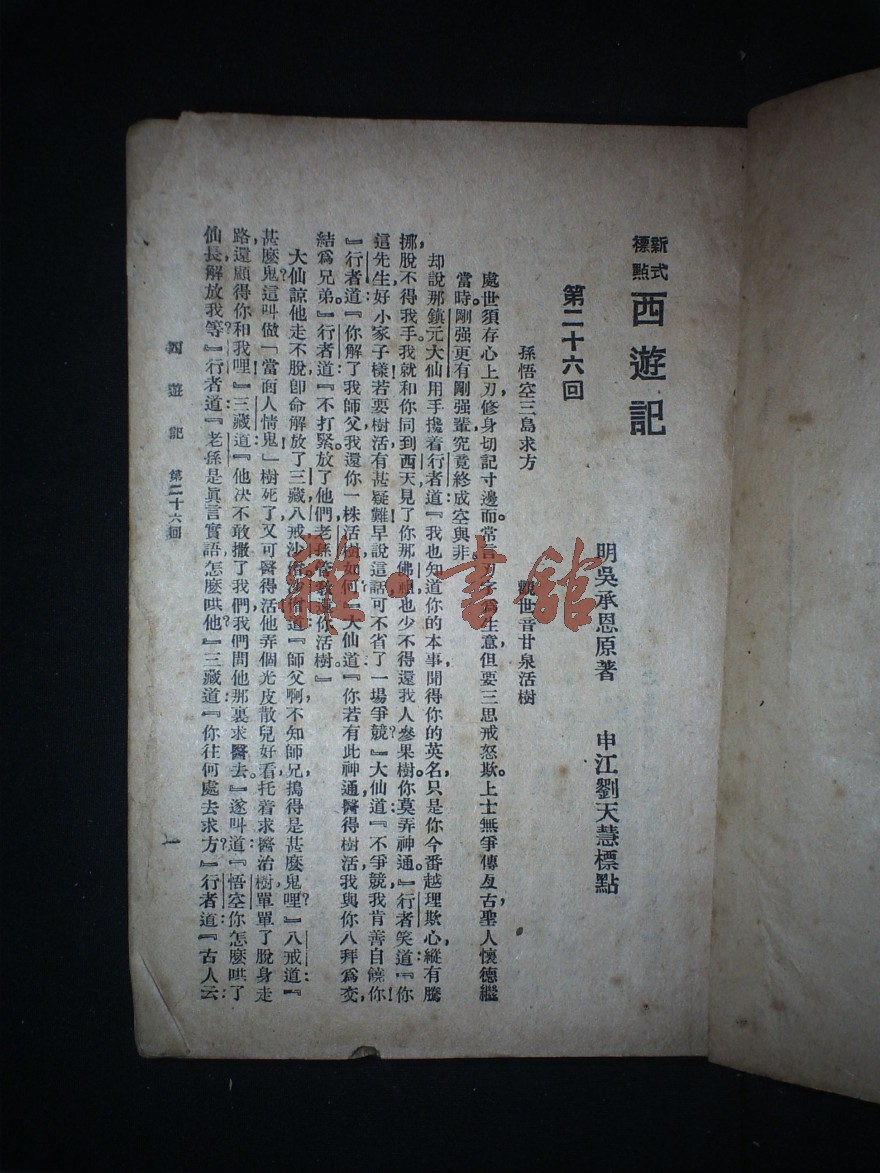 新式標點 西遊記
明吳承恩原著 申江劉天慧標點
第二十六回
孫悟空三島求方 觀世音甘泉活樹
處世須存心上刃,修身切記寸邊而。常言刃字爲生意,但要三思戒怒欺。上士無爭傳亙古,聖人懷德繼
當時。剛强更有剛强輩,究竟終成空與非。
却說那鎮元大仙用手攙着行者道:『我也知道你的本事,聞得你的英名,只是你今番越理欺心,縱有騰
挪,脫不得我手。我就和你同到西天,見了你那佛祖,也少不得還我人參果樹。你莫弄神通。』行者笑道:『你
這先生,好小家子樣!若要樹活,有甚疑難?早說這話,可不省了一場爭競?』大仙道:『不爭競,我肯善自饒你!
』行者道:『你解了我師父,我還你一株活樹如何?』大仙道:『你若有此神通,醫得樹活,我與你八拜爲交,
結爲兄弟。』行者道:『不打緊。放了他們,老孫管敎還你活樹。』
大仙諒他走不脫,卽命解放了三藏八戒沙僧。沙僧道:『師父啊,不知師兄搗得是甚麽鬼哩?』八戒道:『
甚麽鬼?這叫做「當面人情鬼」!樹死了,又可醫得活?他弄個光皮散兒好看,托着求醫治樹,單單了脫身走
路,還顧得你和我哩!』三藏道:『他决不敢撒了我們。我們問他那裏求醫去。』遂叫道:『悟空,你怎麽哄了
仙長,解放我等?』行者道:『老孫是眞言實語,怎麽哄他?』三藏道:『你往何處去求方?』行者道:『古人云:
西遊記 第二十六回 一
雜·書館